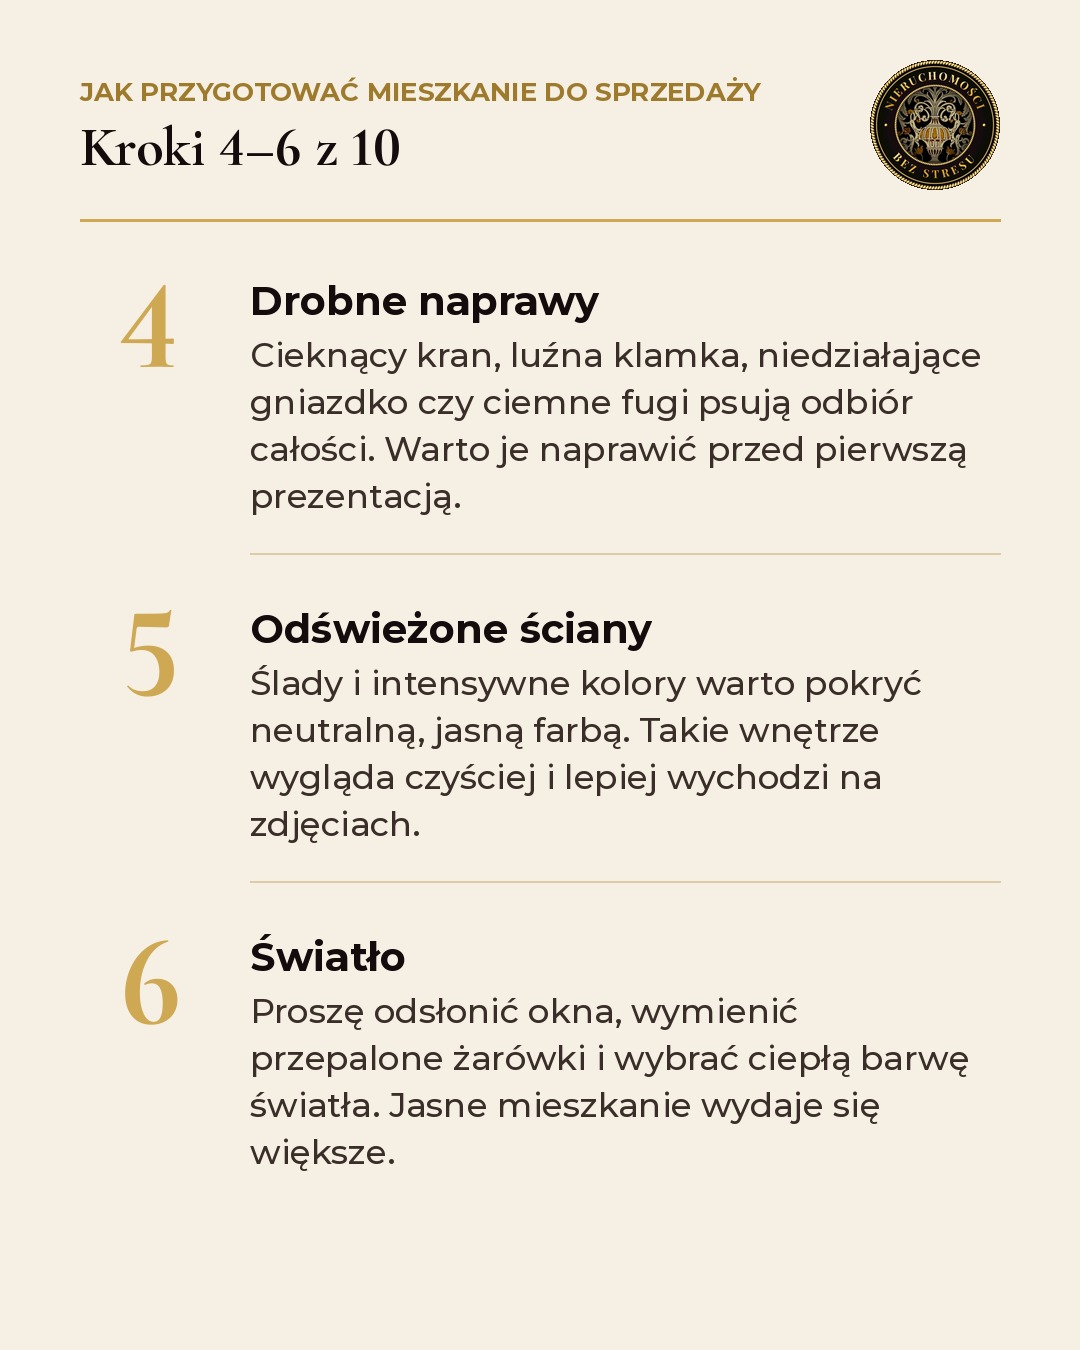 JAK PRZYGOTOWAĆ MIESZKANIE DO SPRZEDAŻY
Kroki 4–6 z 10
NIERUCHOMOŚCI
BEZ STRESU
4
Drobne naprawy
Cieknący kran, luźna klamka, niedziałające
gniazdko czy ciemne fugi psują odbiór
całości. Warto je naprawić przed pierwszą
prezentacją.
5
Odświeżone ściany
Ślady i intensywne kolory warto pokryć
neutralną, jasną farbą. Takie wnętrze
wygląda czyściej i lepiej wychodzi na
zdjęciach.
6
Światło
Proszę odsłonić okna, wymienić
przepalone żarówki i wybrać ciepłą barwę
światła. Jasne mieszkanie wydaje się
większe.